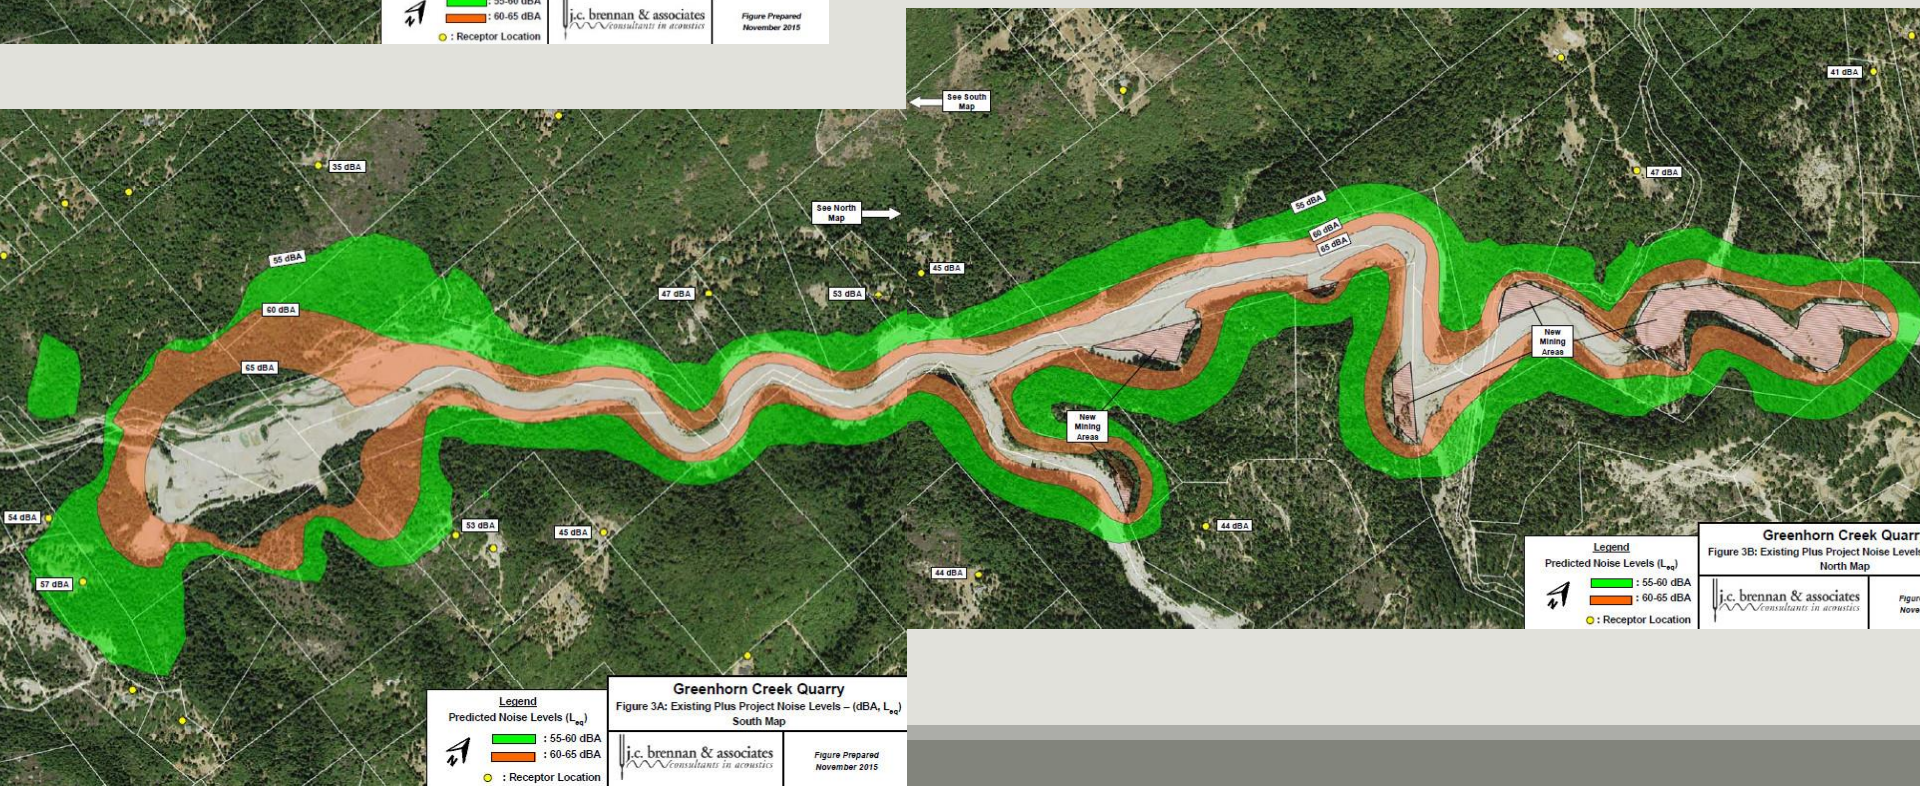 : 55-60 dBA
: 60-65 dBA
: Receptor Location
j.c. brennan & associates
consultants in acoustics
Figure Prepared
November 2015
35 dBA
See North
Map
55 dBA
47 dBA
53 dBA
45 dBA
60 dBA
65 dBA
54 dBA
53 dBA
45 dBA
57 dBA
Legend
Predicted Noise Levels (Leq)
: 55-60 dBA
: 60-65 dBA
: Receptor Location
N
Greenhorn Creek Quarry
Figure 3A: Existing Plus Project Noise Levels – (dBA, Leq)
South Map
j.c. brennan & associates
consultants in acoustics
Figure Prepared
November 2015
See South
Map
41 dBA
47 dBA
55 dBA
60 dBA
65 dBA
New
Mining
Areas
New
Mining
Areas
44 dBA
44 dBA
Legend
Predicted Noise Levels (Leq)
: 55-60 dBA
: 60-65 dBA
: Receptor Location
N
Greenhorn Creek Quarr
Figure 3B: Existing Plus Project Noise Levels
North Map
j.c. brennan & associates
consultants in acoustics
Figure
Nove